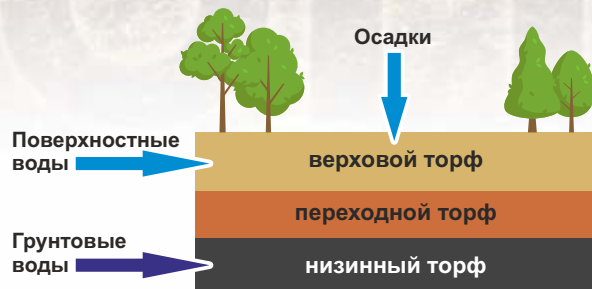 Осадки
Поверхностные
воды
верховой торф
переходной торф
Грунтовые
воды
низинный торф